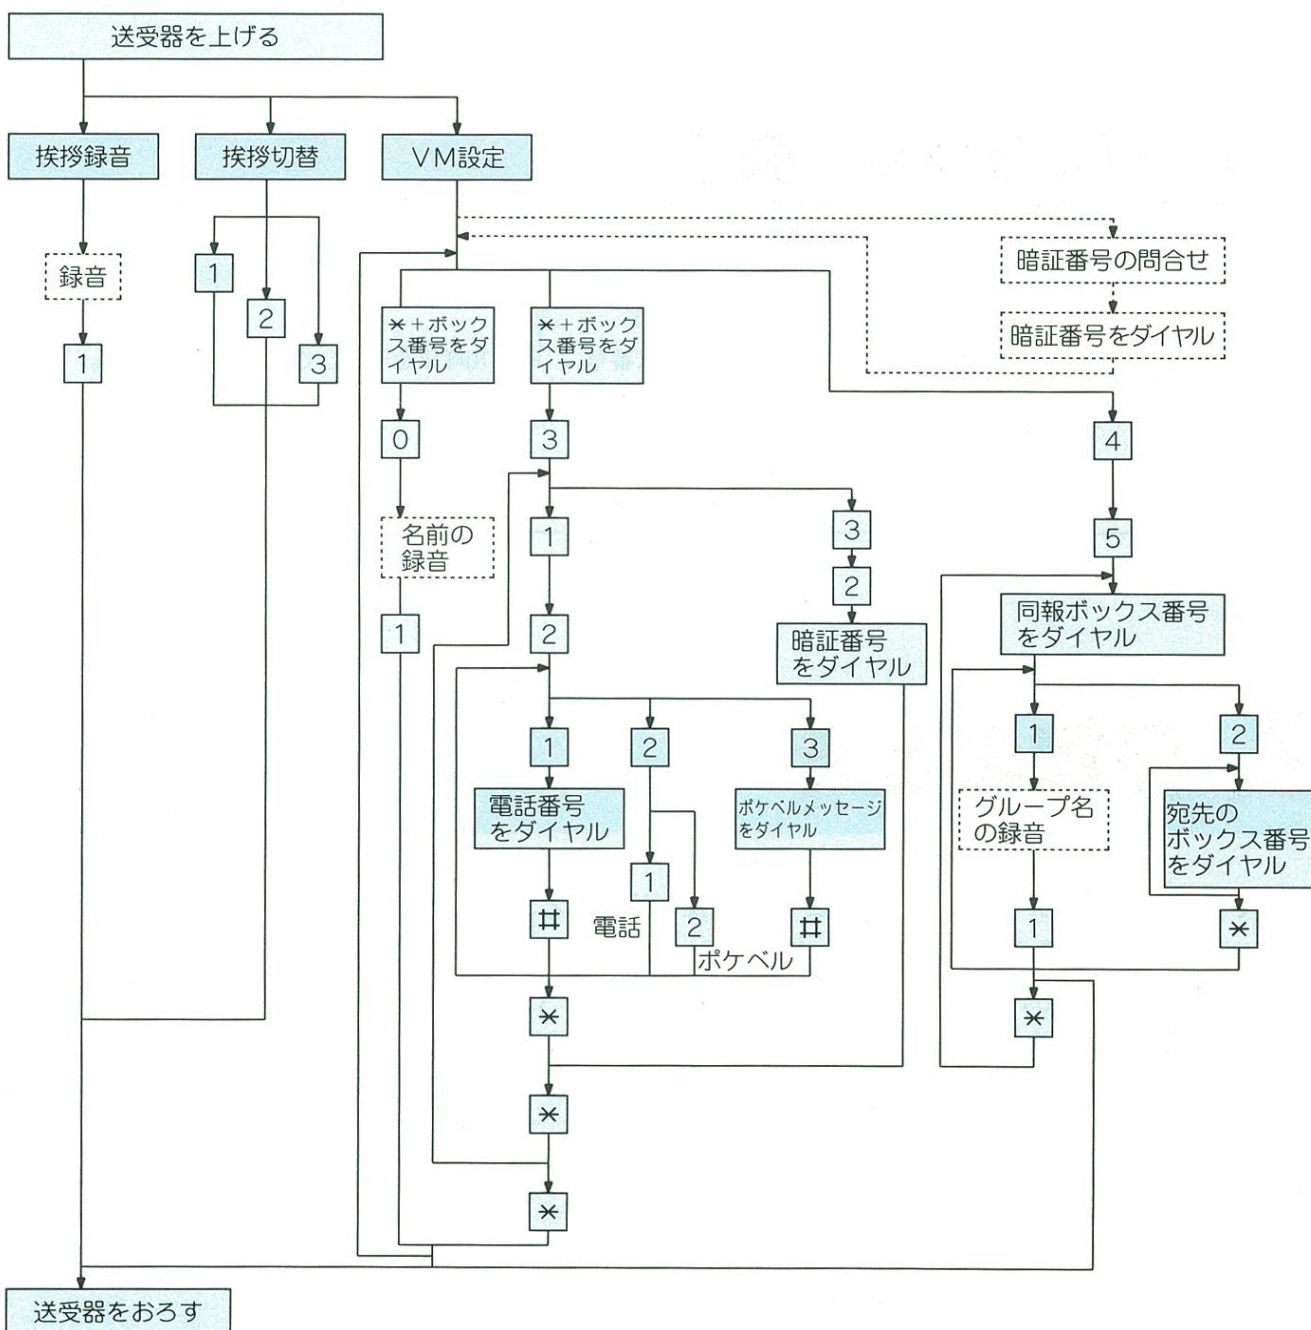 送受器を上げる
挨拶録音
挨拶切替
VM設定
録音
1
1
2
3
暗証番号の問合せ
暗証番号をダイヤル
*+ボック
ス番号をダ
イヤル
*+ボック
ス番号をダ
イヤル
0
名前の
録音
1
3
1
2
3
2
暗証番号
をダイヤル
1
電話番号
をダイヤル
#
2
1
電話
2
ポケベル
3
ポケベルメッセージ
をダイヤル
#
*
*
*
4
5
同報ボックス番号
をダイヤル
1
グループ名
の録音
1
*
2
宛先の
ボックス番号
をダイヤル
*
送受器をおろす